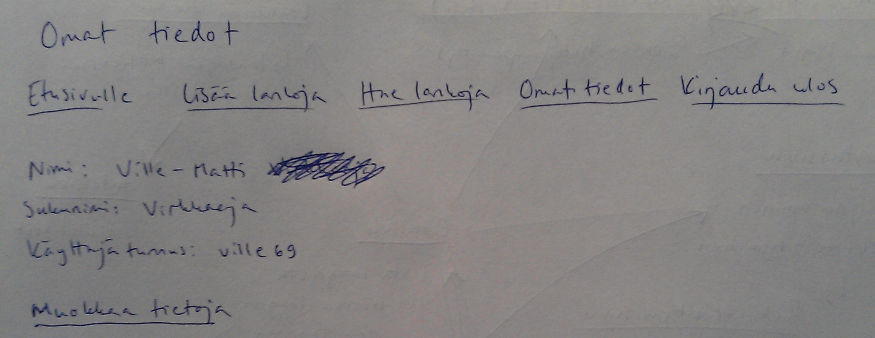 Omat tiedot
Etusivulle Lisää lankoja Hae lankoja Omat tiedot Kirjaudu ulos
Nimi: Ville-Matti
Sukunimi: Virkkaaja
Käyttäjätunnus: ville69
Muokkaa tietoja